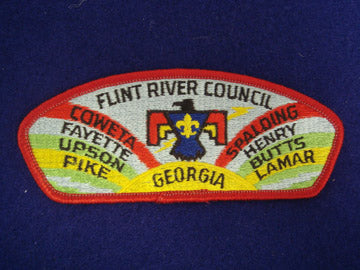 FLINT RIVER COUNCIL
COWETA
FAYETTE
UPSON
PIKE
SPALDING
HENRY
BUTTS
LAMAR
GEORGIA